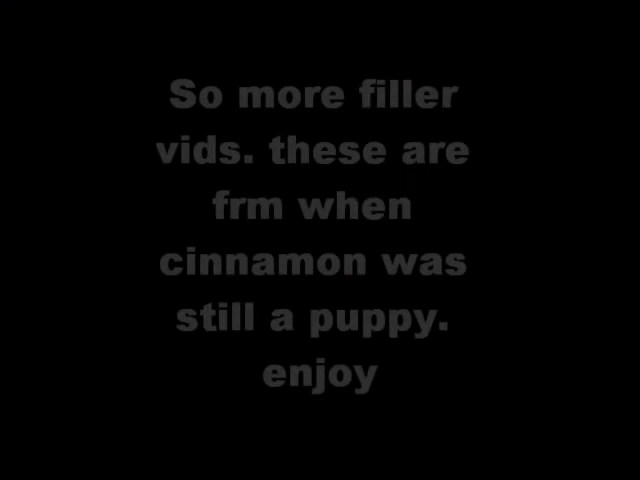 So more filler
vids. these are
frm when
cinnamon was
still a puppy.
enjoy